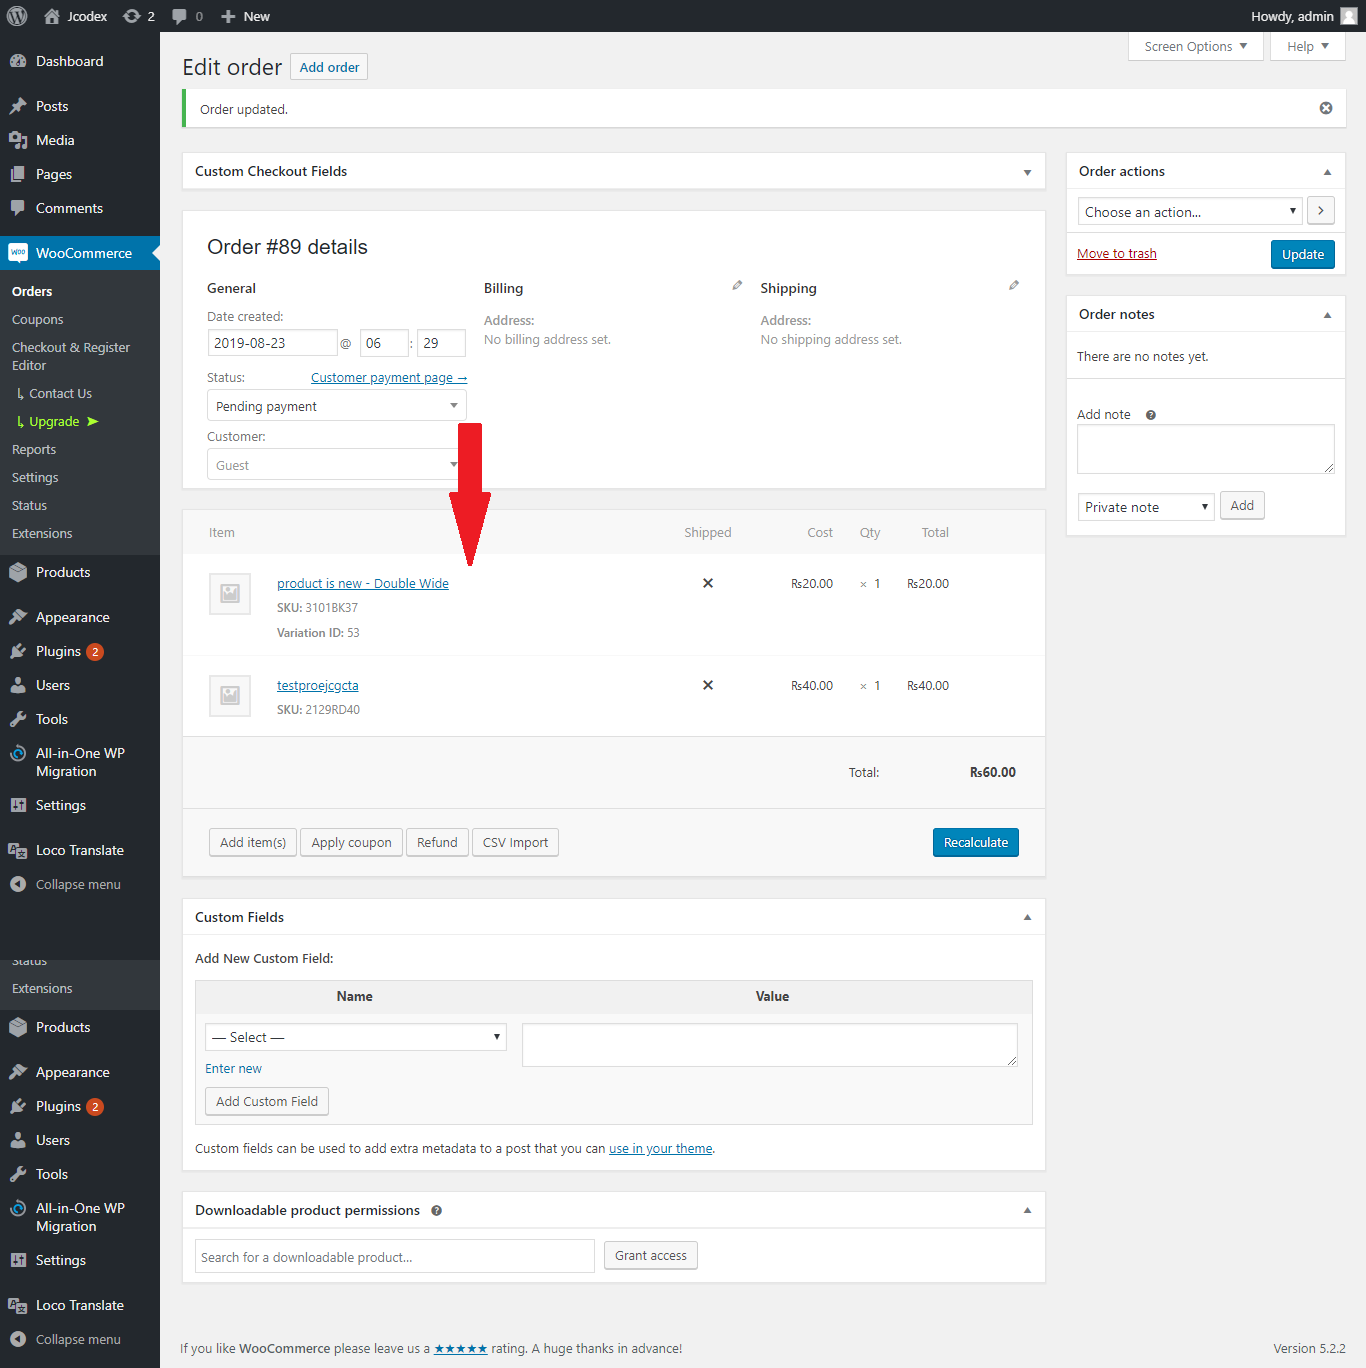 Jcodex 2 0 New
Howdy, admin
Dashboard
Posts
Media
Pages
Comments
WooCommerce
Orders
Coupons
Checkout & Register
Editor
↳ Contact Us
↳ Upgrade ➤
Reports
Settings
Status
Extensions
Products
Appearance
Plugins 2
Users
Tools
All-in-One WP
Migration
Settings
Loco Translate
Collapse menu
Status
Extensions
Products
Appearance
Plugins 2
Users
Tools
All-in-One WP
Migration
Settings
Loco Translate
Collapse menu
Screen Options
Help
Edit order
Add order
Order updated.
Custom Checkout Fields
Order #89 details
General
Date created:
2019-08-23 @ 06 : 29
Status: Customer payment page →
Pending payment
Customer:
Guest
Billing
Address:
No billing address set.
Shipping
Address:
No shipping address set.
Item Shipped Cost Qty Total
product is new - Double Wide × ₨20.00 × 1 ₨20.00
SKU: 3101BK37
Variation ID: 53
testproejcgcta × ₨40.00 × 1 ₨40.00
SKU: 2129RD40
Total: ₨60.00
Add item(s) Apply coupon Refund CSV Import Recalculate
Custom Fields
Add New Custom Field:
Name Value
— Select —
Enter new
Add Custom Field
Custom fields can be used to add extra metadata to a post that you can use in your theme.
Downloadable product permissions ?
Search for a downloadable product...
Grant access
Order actions
Choose an action...
Move to trash Update
Order notes
There are no notes yet.
Add note ?
Private note Add
If you like WooCommerce please leave us a ★★★★★ rating. A huge thanks in advance!
Version 5.2.2